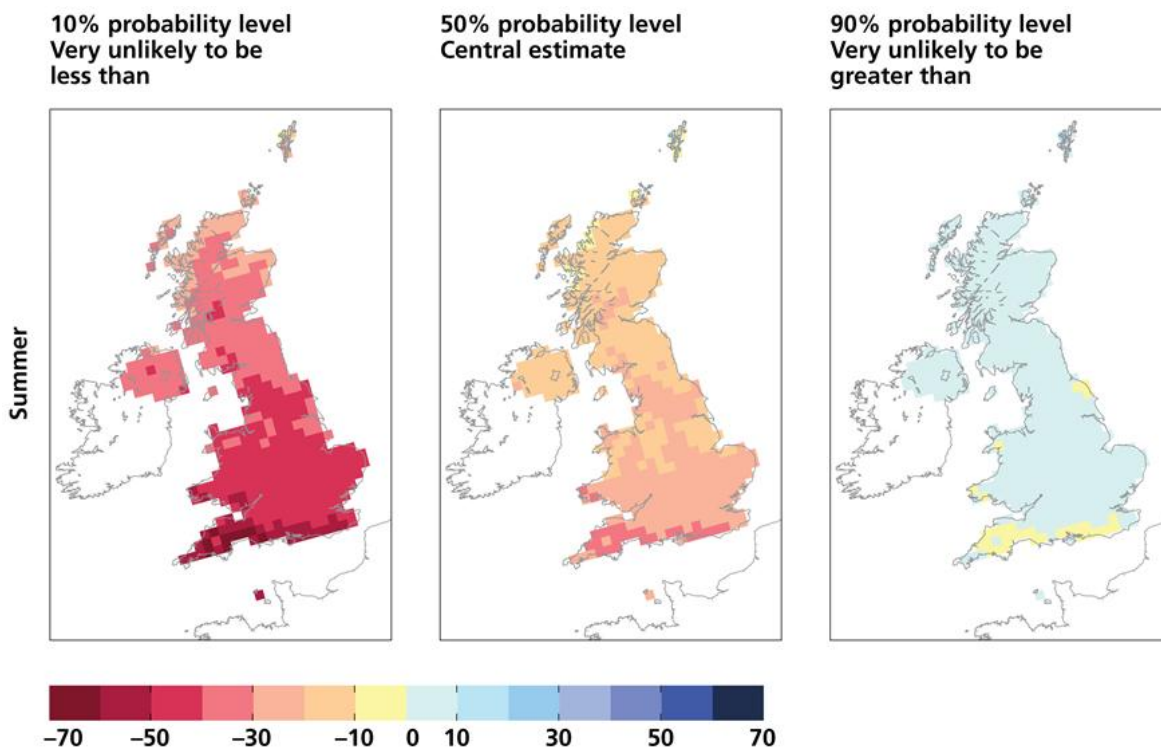 10% probability level
Very unlikely to be
less than
50% probability level
Central estimate
90% probability level
Very unlikely to be
greater than
Summer
–70 –50 –30 –10 0 10 30 50 70